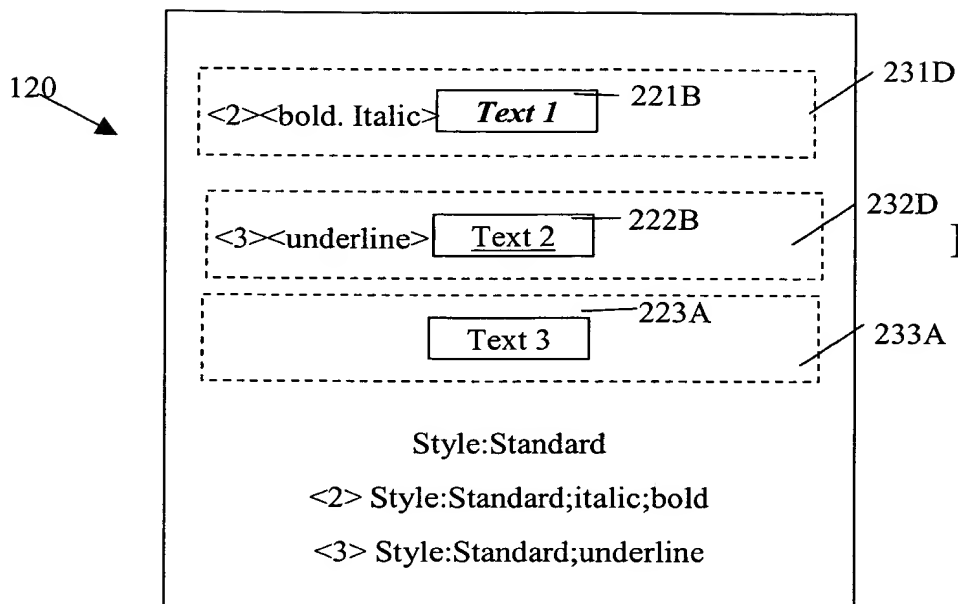 231D
120
221B
<2><bold. Italic> Text 1
232D
222B
<3><underline> Text 2
223A
233A
Text 3
Style:Standard
<2> Style:Standard;italic;bold
<3> Style:Standard;underline